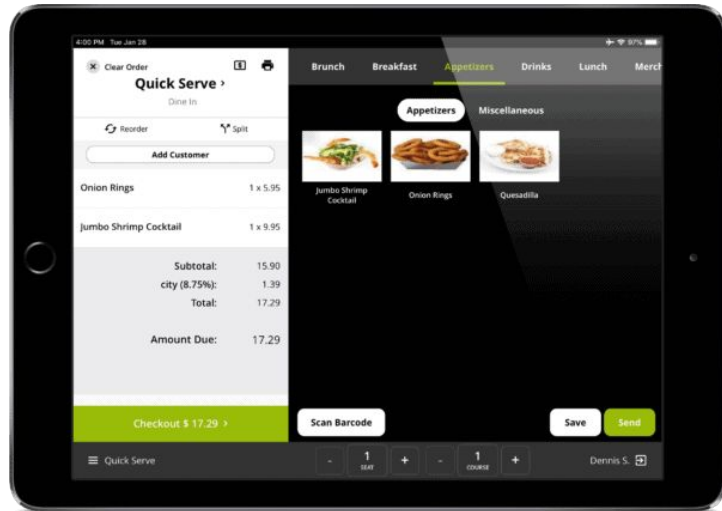 4:00 PM Tue Jan 28
97%
Clear Order
Quick Serve >
Dine In
Reorder
Split
Add Customer
Onion Rings 1 x 5.95
Jumbo Shrimp Cocktail 1 x 9.95
Subtotal: 15.90
city (8.75%): 1.39
Total: 17.29
Amount Due: 17.29
Checkout $ 17.29 >
Quick Serve
Brunch Breakfast Appetizers Drinks Lunch Merch
Appetizers Miscellaneous
Jumbo Shrimp
Cocktail
Onion Rings
Quesadilla
Scan Barcode
Save
Send
- 1 + - 1 +
SEAT COURSE
Dennis S.